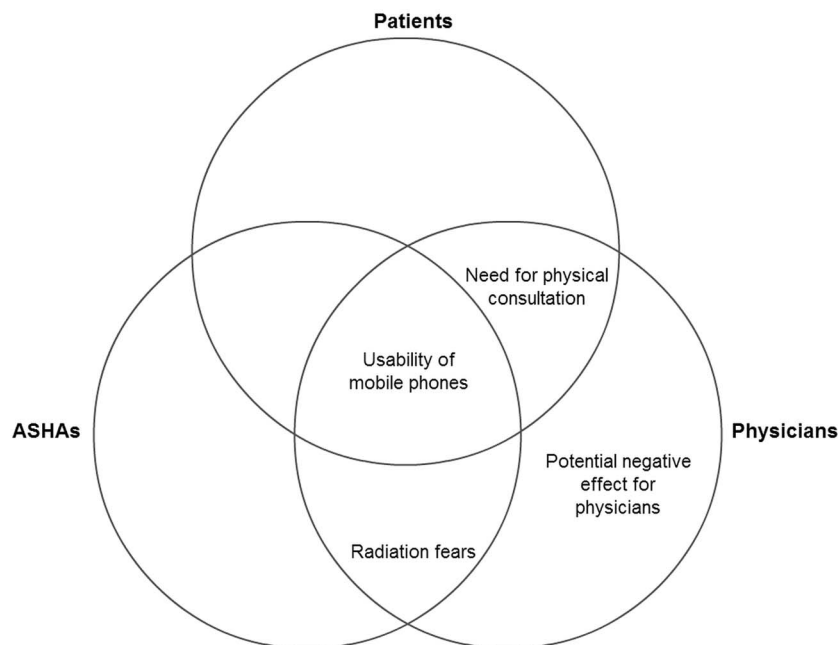 Patients
Need for physical
consultation
Usability of
mobile phones
ASHAs
Physicians
Potential negative
effect for
physicians
Radiation fears